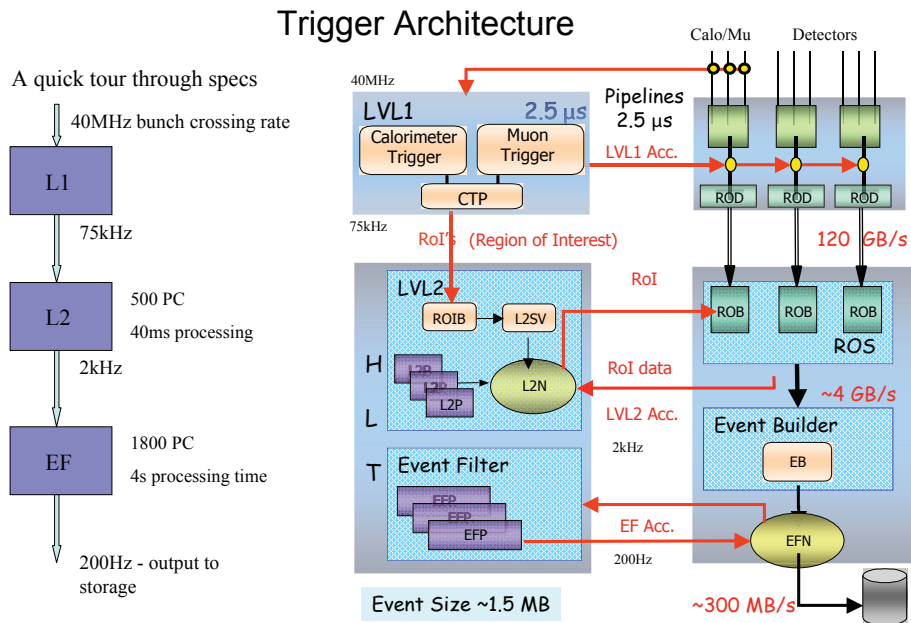 Trigger Architecture
A quick tour through specs
40MHz bunch crossing rate
L1
75kHz
L2
500 PC
40ms processing
2kHz
EF
1800 PC
4s processing time
200Hz - output to
storage
Calo/Mu
Detectors
40MHz
LVL1
2.5 µs
Calorimeter
Trigger
Muon
Trigger
CTP
Pipelines
2.5 µs
LVL1 Acc.
ROD
ROD
ROD
75kHz
RoI's
(Region of Interest)
120 GB/s
H
L
T
LVL2
ROIB
L2SV
L2P
L2P
L2P
L2N
RoI
RoI data
LVL2 Acc.
2kHz
ROB
ROB
ROB
ROS
~4 GB/s
Event Builder
EB
Event Filter
EFP
EFP
EFP
EF Acc.
200Hz
EFN
Event Size ~1.5 MB
~300 MB/s